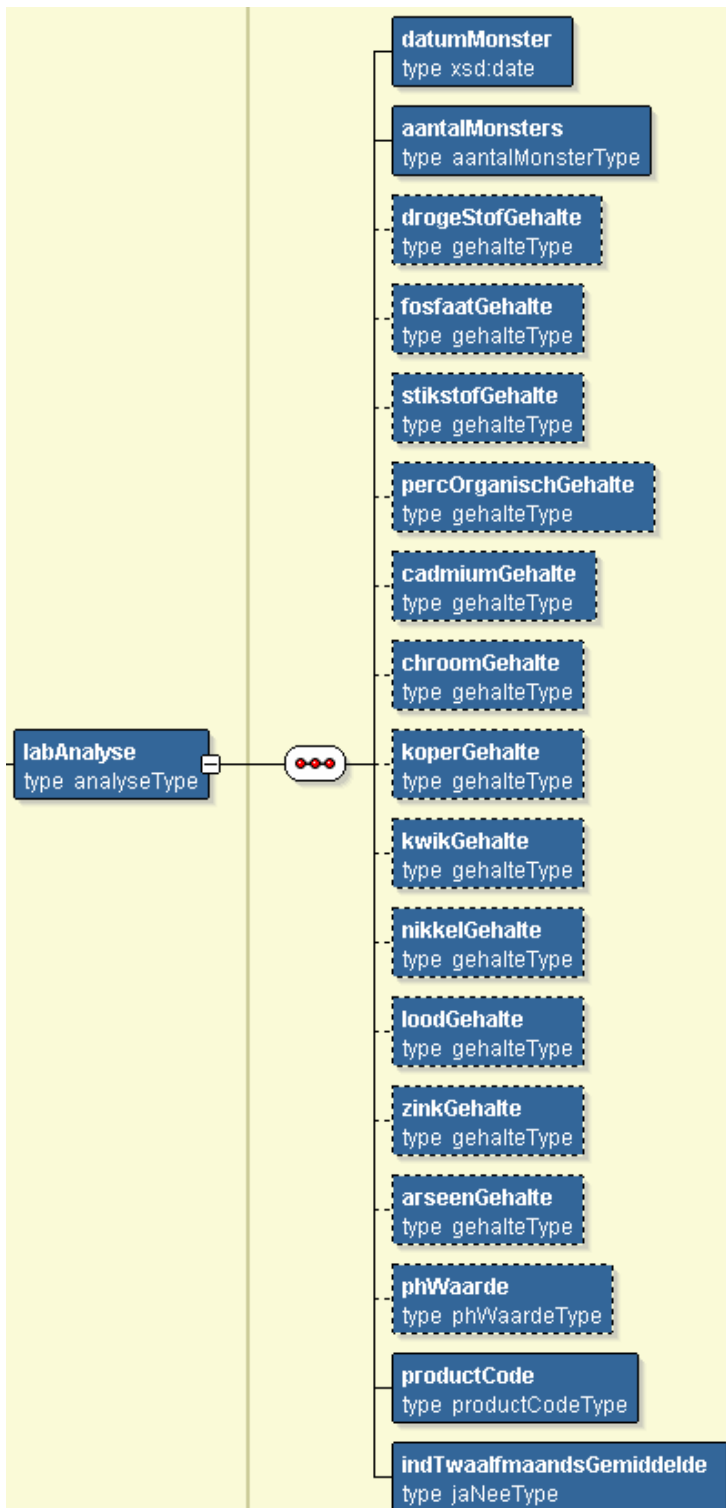 datumMonster
type xsd:date
aantalMonsters
type aantalMonsterType
drogeStofGehalte
type gehalteType
fosfaatGehalte
type gehalteType
stikstofGehalte
type gehalteType
percOrganischGehalte
type gehalteType
cadmiumGehalte
type gehalteType
chroomGehalte
type gehalteType
labAnalyse
type analyseType
koperGehalte
type gehalteType
kwikGehalte
type gehalteType
nikkelGehalte
type gehalteType
loodGehalte
type gehalteType
zinkGehalte
type gehalteType
arseenGehalte
type gehalteType
phWaarde
type phWaardeType
productCode
type productCodeType
indTwaalfmaandsGemiddelde
type jaNeeType